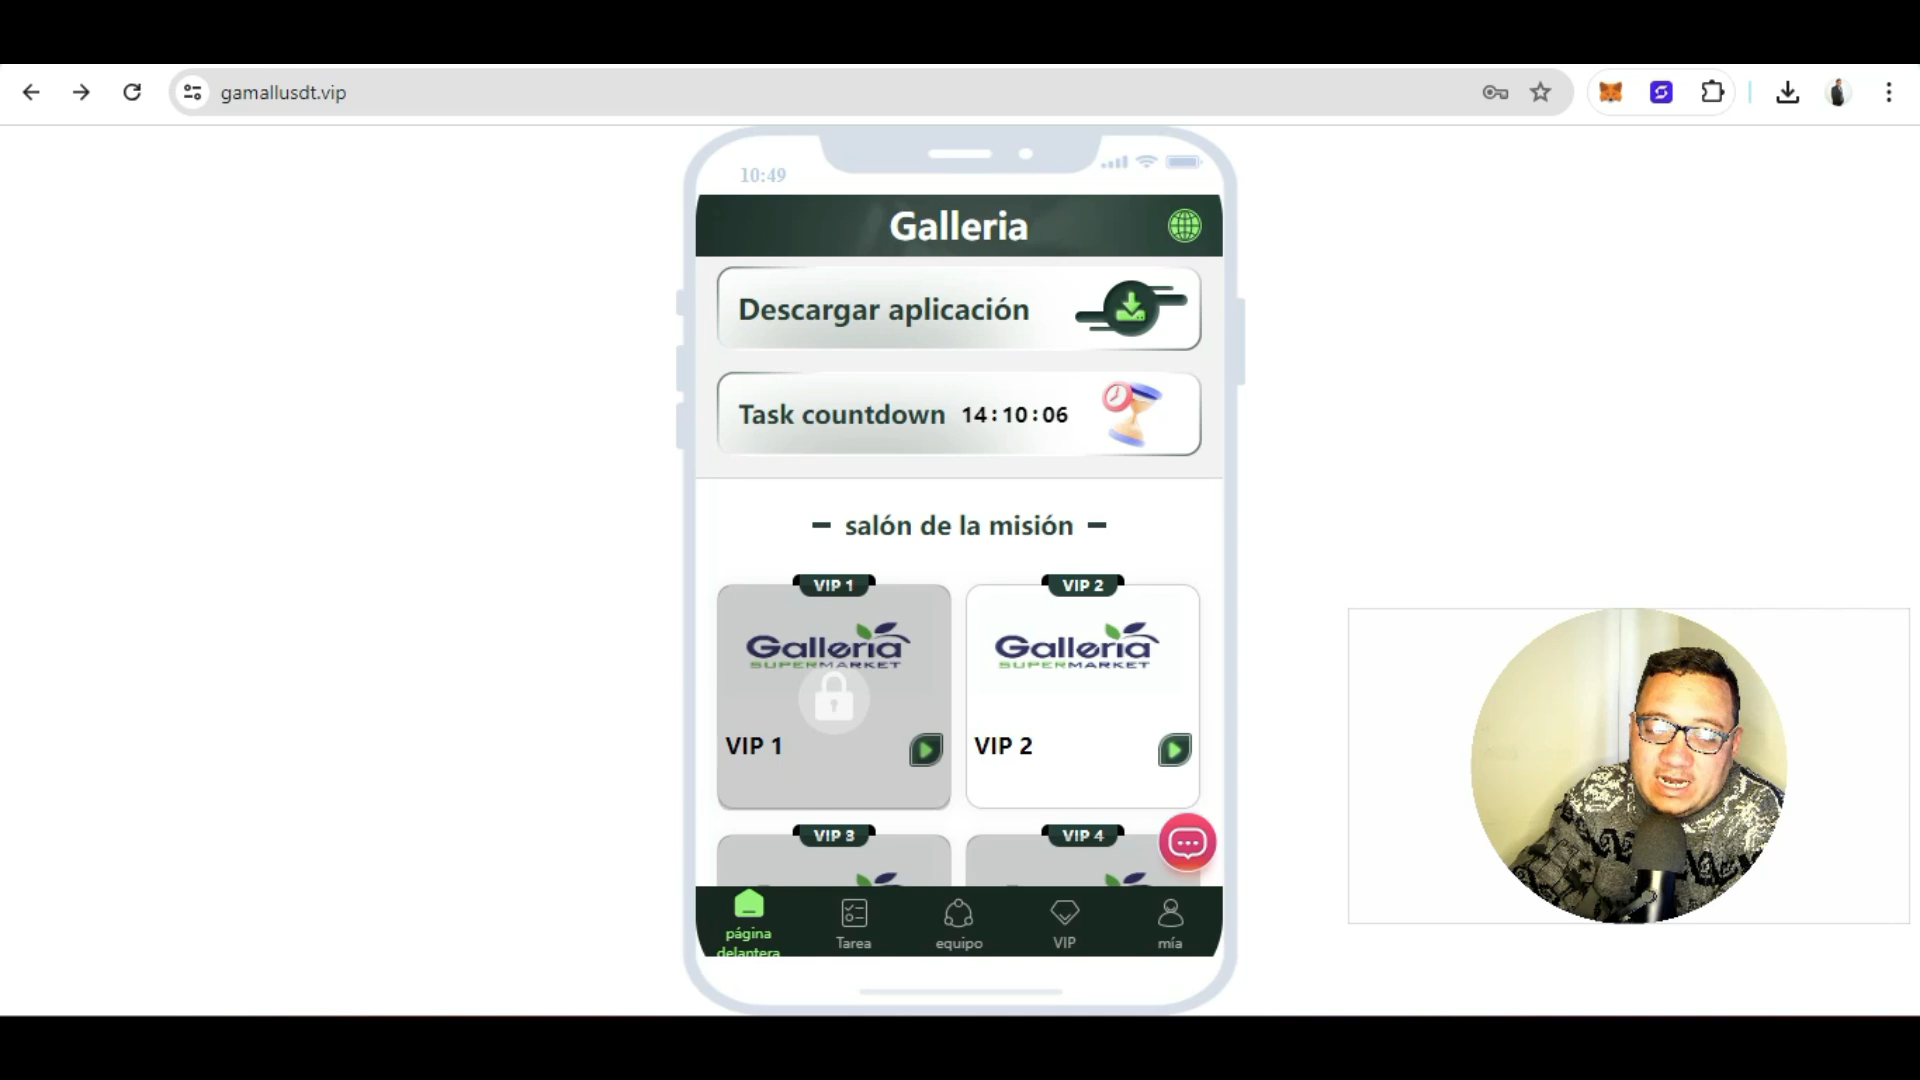 gamallusdt.vip
10:49
Galleria
Descargar aplicación
Task countdown 14:10:06
salón de la misión
VIP 1
VIP 2
Galleria
SUPERMARKET
Galleria
SUPERMARKET
VIP 1
VIP 2
VIP 3
VIP 4
página
delantera
Tarea
equipo
VIP
mía